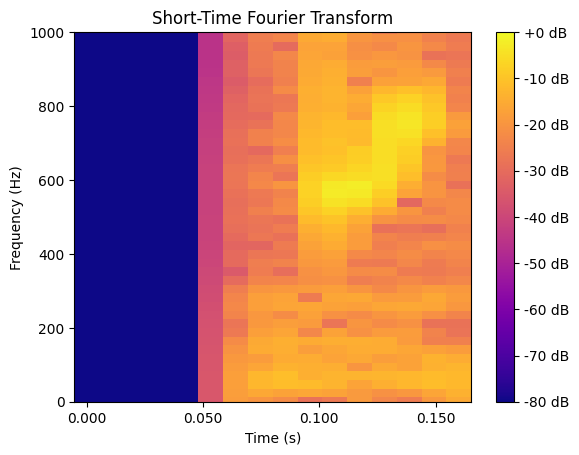 Short-Time Fourier Transform
1000
800
600
400
200
0
Frequency (Hz)
0.000
0.050
0.100
0.150
Time (s)
+0 dB
-10 dB
-20 dB
-30 dB
-40 dB
-50 dB
-60 dB
-70 dB
-80 dB